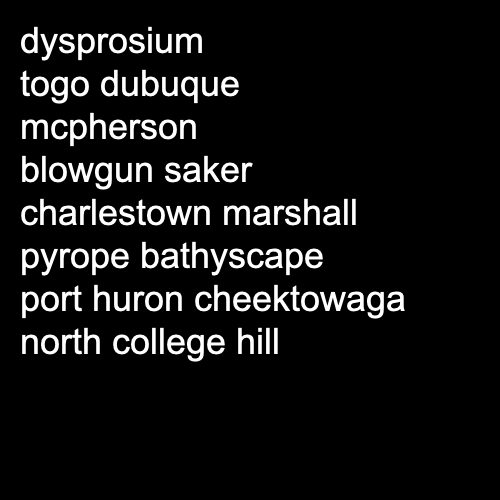 dysprosium
togo dubuque
mcpherson
blowgun saker
charlestown marshall
pyrope bathyscape
port huron cheektowaga
north college hill